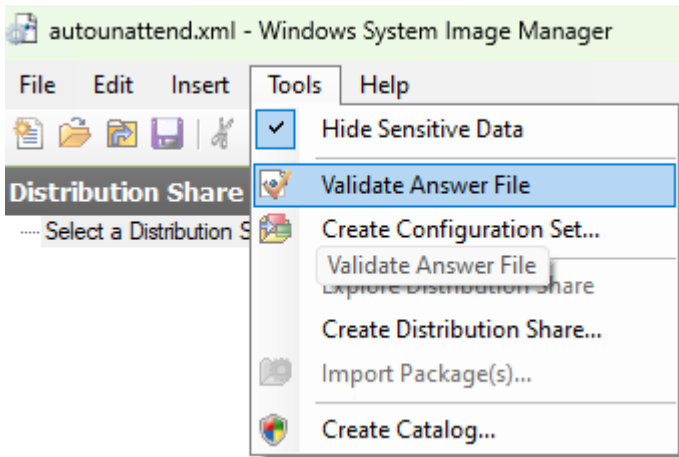 autounattend.xml - Windows System Image Manager
File Edit Insert Tools Help
Hide Sensitive Data
Distribution Share
Validate Answer File
Select a Distribution S
Create Configuration Set...
Validate Answer File
Explore Distribution Share
Create Distribution Share...
Import Package(s)...
Create Catalog...